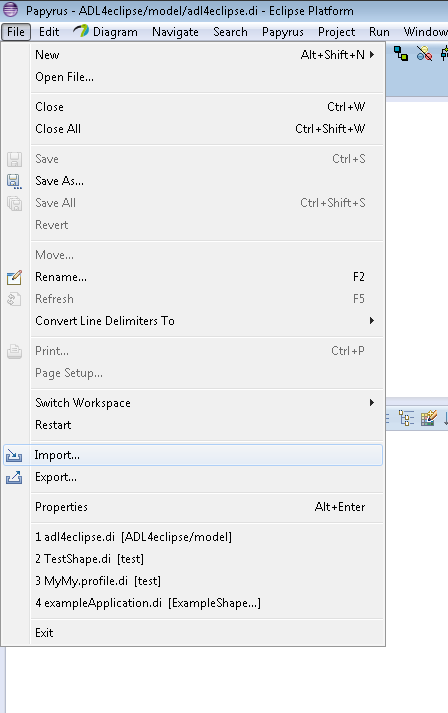 Papyrus - ADL4eclipse/model/adl4eclipse.di - Eclipse Platform
File Edit Diagram Navigate Search Papyrus Project Run Window
New Alt+Shift+N
Open File...
Close Ctrl+W
Close All Ctrl+Shift+W
Save Ctrl+S
Save As...
Save All Ctrl+Shift+S
Revert
Move...
Rename... F2
Refresh F5
Convert Line Delimiters To
Print... Ctrl+P
Page Setup...
Switch Workspace
Restart
Import...
Export...
Properties Alt+Enter
1 adl4eclipse.di [ADL4eclipse/model]
2 TestShape.di [test]
3 MyMy.profile.di [test]
4 exampleApplication.di [ExampleShape...]
Exit